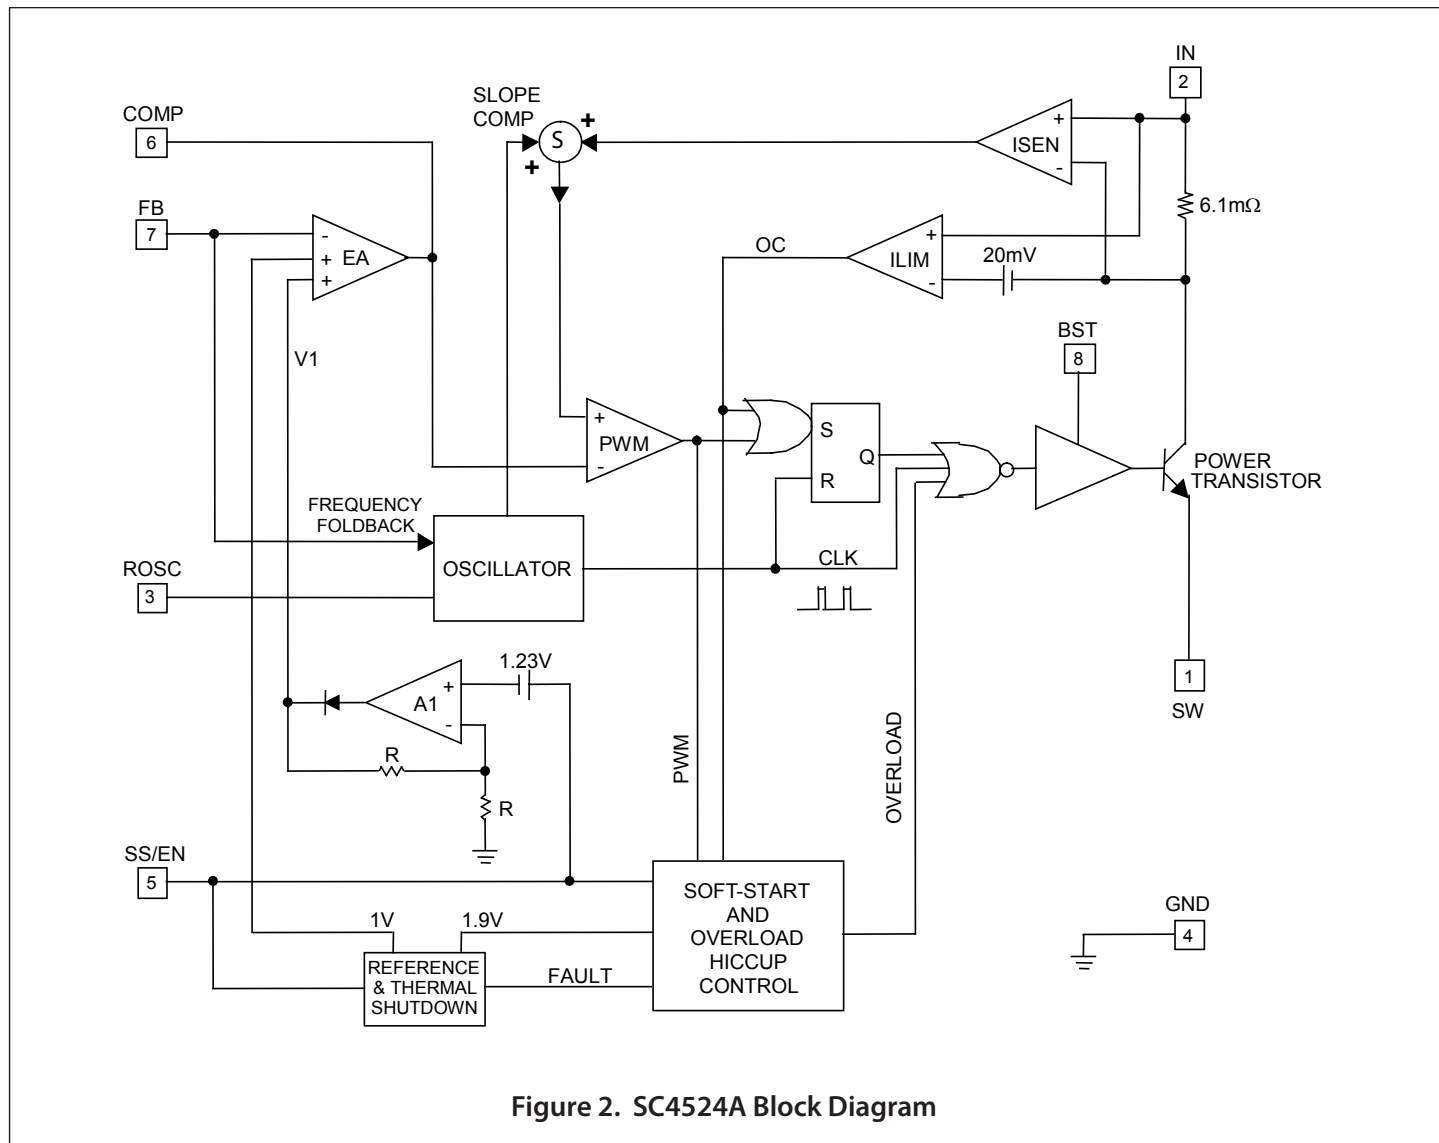 IN
2
SLOPE
COMP
+
S
+
COMP
6
ISEN
+
-
6.1mΩ
FB
7
-
+
+
EA
OC
ILIM
+
-
20mV
V1
BST
8
+
-
PWM
S
R
Q
POWER
TRANSISTOR
FREQUENCY
FOLDBACK
OSCILLATOR
CLK
ROSC
3
1.23V
A1
+
-
1
SW
R
R
PWM
OVERLOAD
SS/EN
5
1V
1.9V
REFERENCE
& THERMAL
SHUTDOWN
FAULT
SOFT-START
AND
OVERLOAD
HICCUP
CONTROL
GND
4
Figure 2. SC4524A Block Diagram